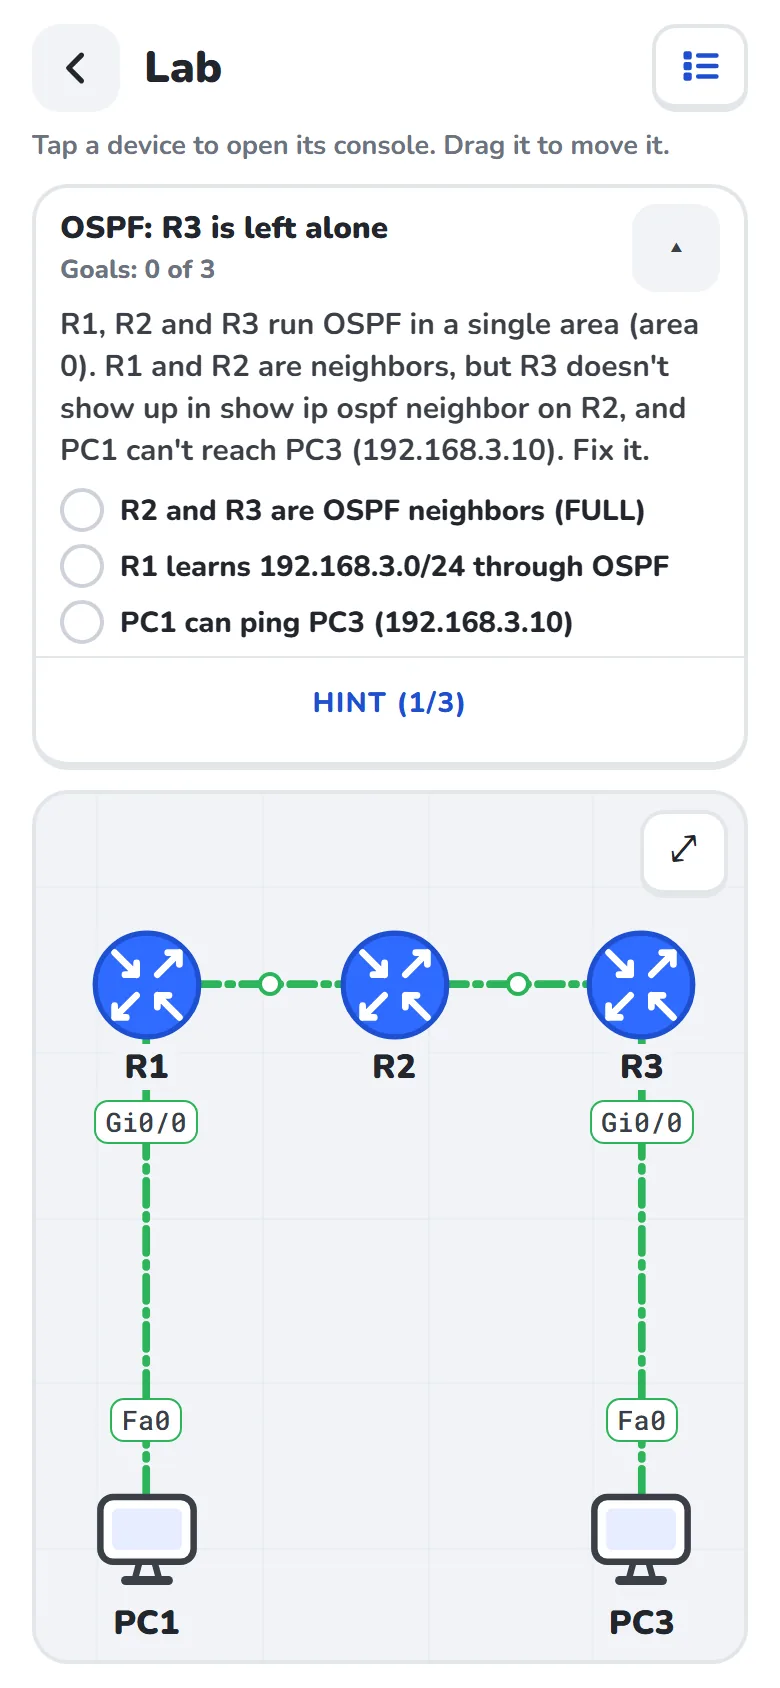 Lab
Tap a device to open its console. Drag it to move it.
OSPF: R3 is left alone
Goals: 0 of 3
R1, R2 and R3 run OSPF in a single area (area
0). R1 and R2 are neighbors, but R3 doesn't
show up in show ip ospf neighbor on R2, and
PC1 can't reach PC3 (192.168.3.10). Fix it.
R2 and R3 are OSPF neighbors (FULL)
R1 learns 192.168.3.0/24 through OSPF
PC1 can ping PC3 (192.168.3.10)
HINT (1/3)
R1 R2 R3
Gi0/0 Gi0/0
Fa0 Fa0
PC1 PC3